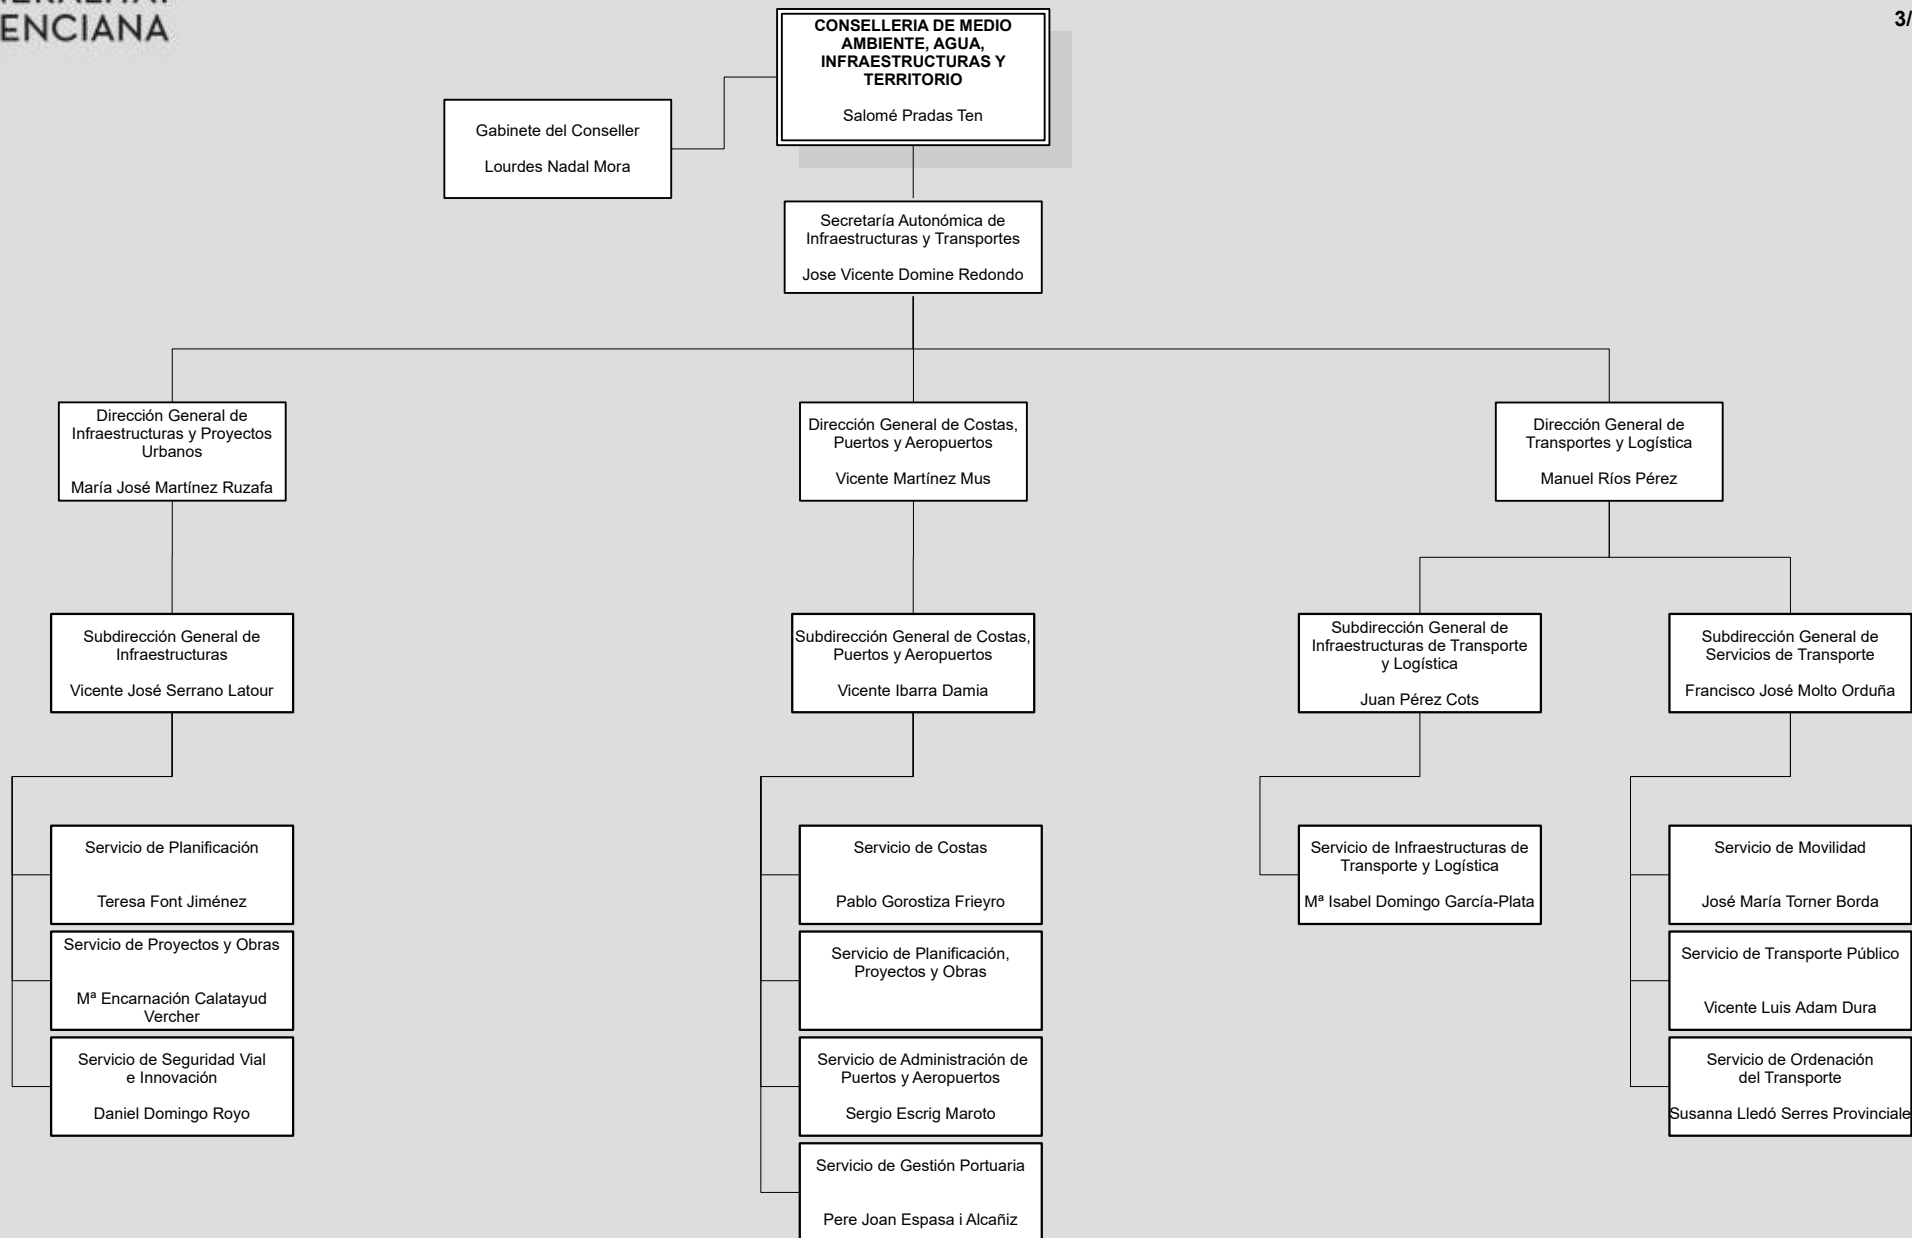 ENCIANA
3/
CONSELLERIA DE MEDIO
AMBIENTE, AGUA,
INFRAESTRUCTURAS Y
TERRITORIO
Salomé Pradas Ten
Gabinete del Conseller
Lourdes Nadal Mora
Secretaría Autonómica de
Infraestructuras y Transportes
Jose Vicente Domine Redondo
Dirección General de
Infraestructuras y Proyectos
Urbanos
María José Martínez Ruzafa
Dirección General de Costas,
Puertos y Aeropuertos
Vicente Martínez Mus
Dirección General de
Transportes y Logística
Manuel Ríos Pérez
Subdirección General de
Infraestructuras
Vicente José Serrano Latour
Subdirección General de Costas,
Puertos y Aeropuertos
Vicente Ibarra Damia
Subdirección General de
Infraestructuras de Transporte
y Logística
Juan Pérez Cots
Subdirección General de
Servicios de Transporte
Francisco José Molto Orduña
Servicio de Planificación
Teresa Font Jiménez
Servicio de Proyectos y Obras
Mª Encarnación Calatayud
Vercher
Servicio de Seguridad Vial
e Innovación
Daniel Domingo Royo
Servicio de Costas
Pablo Gorostiza Frieyro
Servicio de Planificación,
Proyectos y Obras
Servicio de Administración de
Puertos y Aeropuertos
Sergio Escrig Maroto
Servicio de Gestión Portuaria
Pere Joan Espasa i Alcañiz
Servicio de Infraestructuras de
Transporte y Logística
Mª Isabel Domingo García-Plata
Servicio de Movilidad
José María Torner Borda
Servicio de Transporte Público
Vicente Luis Adam Dura
Servicio de Ordenación
del Transporte
Susanna Lledó Serres Provinciale